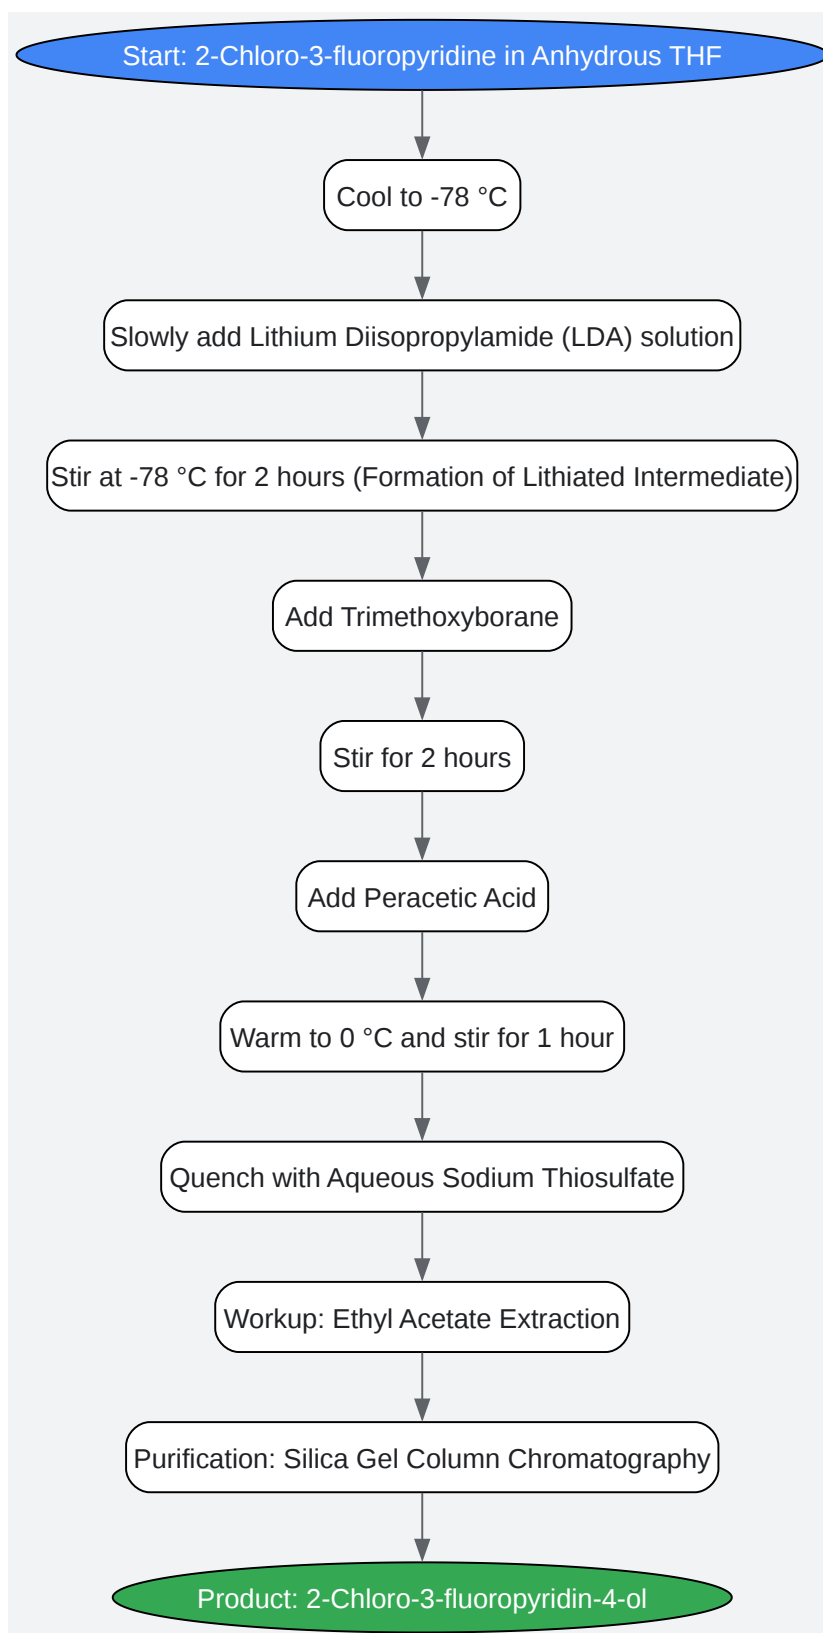 Start: 2-Chloro-3-fluoropyridine in Anhydrous THF
Cool to -78 °C
Slowly add Lithium Diisopropylamide (LDA) solution
Stir at -78 °C for 2 hours (Formation of Lithiated Intermediate)
Add Trimethoxyborane
Stir for 2 hours
Add Peracetic Acid
Warm to 0 °C and stir for 1 hour
Quench with Aqueous Sodium Thiosulfate
Workup: Ethyl Acetate Extraction
Purification: Silica Gel Column Chromatography
Product: 2-Chloro-3-fluoropyridin-4-ol